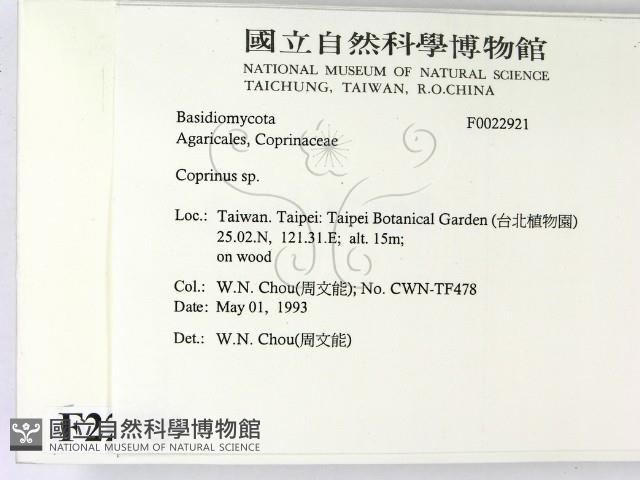 國立自然科學博物館
NATIONAL MUSEUM OF NATURAL SCIENCE
TAICHUNG, TAIWAN, R.O.CHINA
Basidiomycota F0022921
Agaricales, Coprinaceae
Coprinus sp.
Loc.: Taiwan. Taipei: Taipei Botanical Garden (台北植物園)
25.02.N, 121.31.E; alt. 15m;
on wood
Col.: W.N. Chou(周文能); No. CWN-TF478
Date: May 01, 1993
Det.: W.N. Chou(周文能)
國立自然科學博物館
NATIONAL MUSEUM OF NATURAL SCIENCE